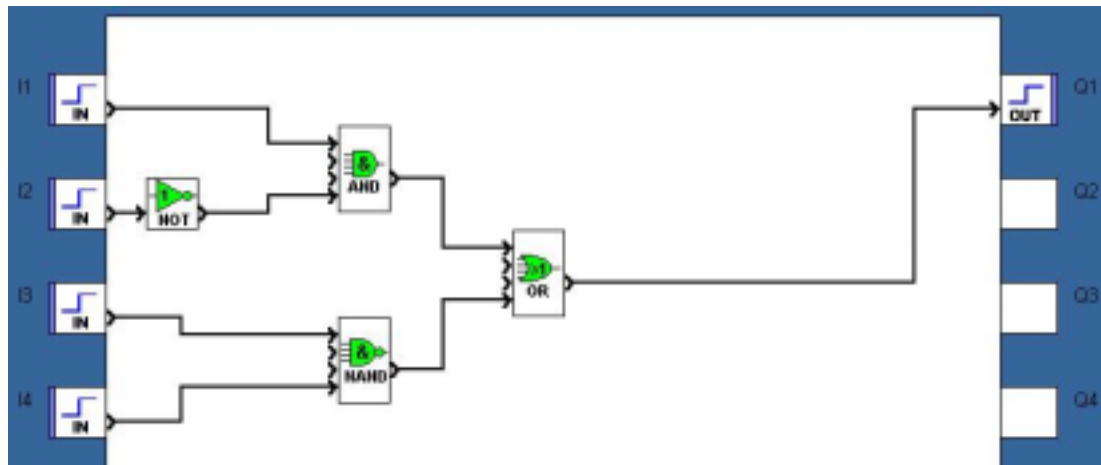 I1
IN
&
AND
OUT
Q1
I2
IN
1
NOT
Q2
I3
IN
≥1
OR
Q3
&
NAND
I4
IN
Q4